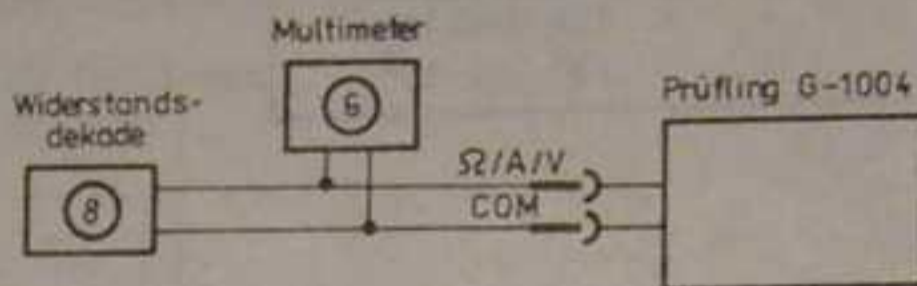 Multimeter
6
Prüfling G-1004
Widerstands-
dekade
8
Ω/A/V
COM